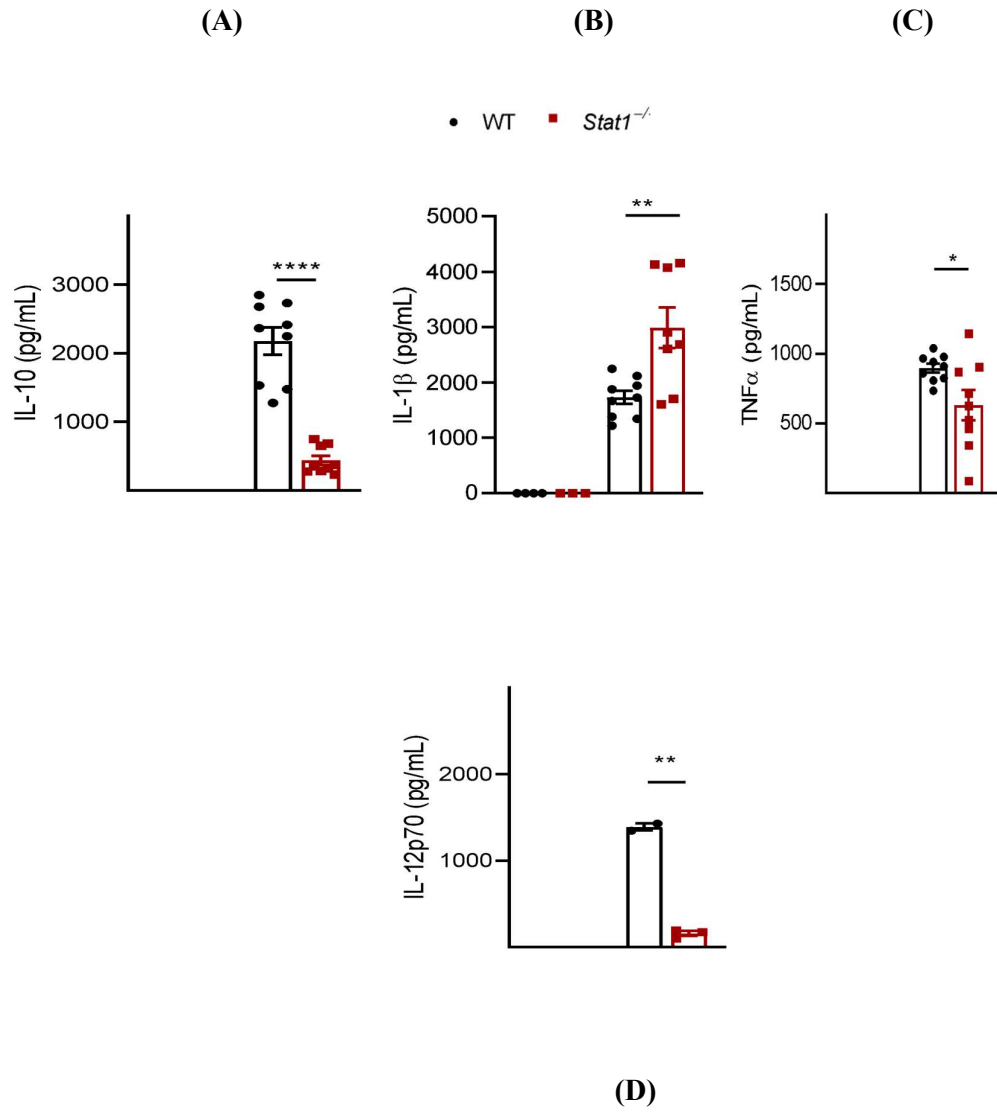 (A) (B) (C)
WT Stat1−/−
IL-10 (pg/mL)
3000
2000
1000
****
IL-1β (pg/mL)
5000
4000
3000
2000
1000
0
**
TNFα (pg/mL)
1500
1000
500
*
IL-12p70 (pg/mL)
2000
1000
**
(D)